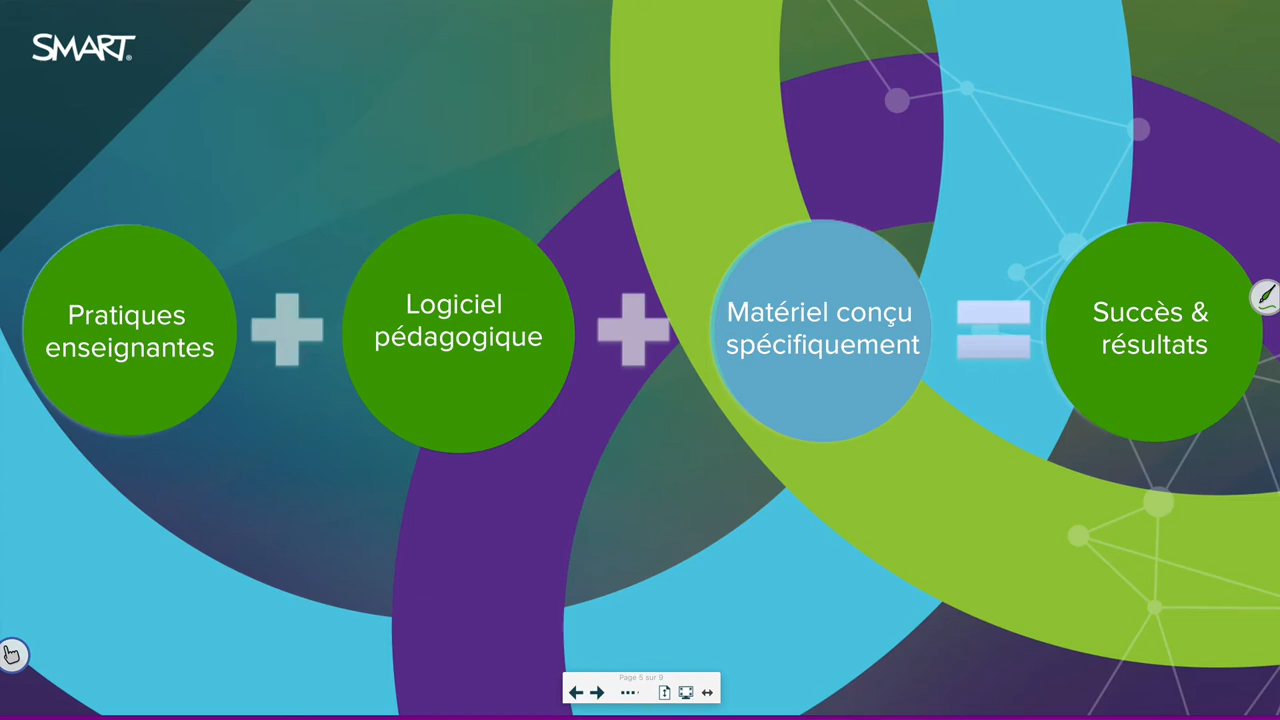 SMART
Pratiques
enseignantes
Logiciel
pédagogique
Matériel conçu
spécifiquement
Succès &
résultats
Page 5 sur 9